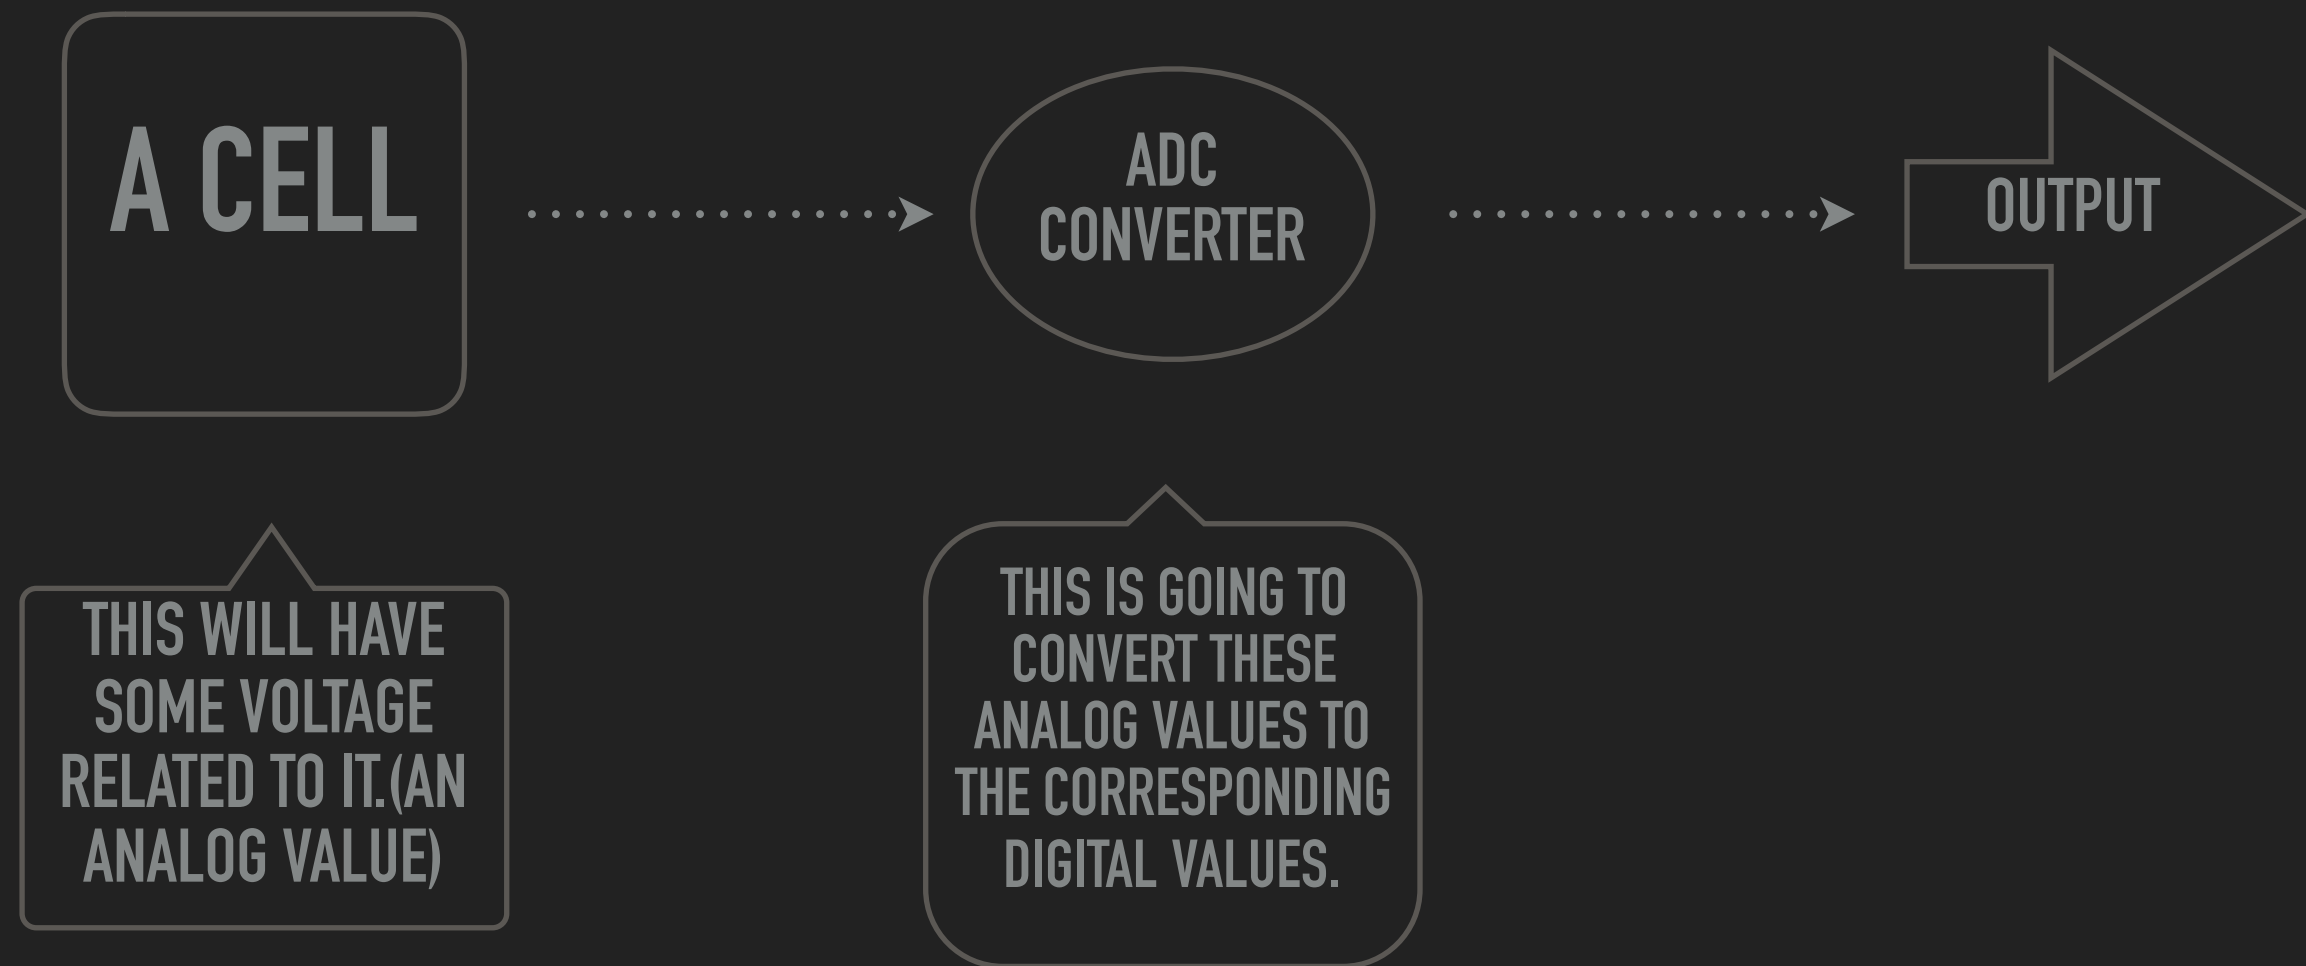 A CELL
ADC
CONVERTER
OUTPUT
THIS WILL HAVE
SOME VOLTAGE
RELATED TO IT.(AN
ANALOG VALUE)
THIS IS GOING TO
CONVERT THESE
ANALOG VALUES TO
THE CORRESPONDING
DIGITAL VALUES.